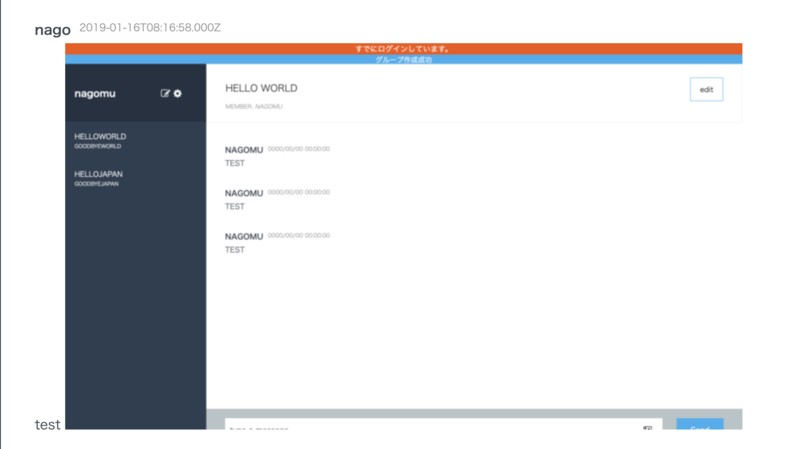 nago 2019-01-16T08:16:58.000Z
すでにログインしています。
グループ作成成功
nagomu
HELLO WORLD
edit
MEMBER: NAGOMU
HELLOWORLD
GOODBYEWORLD
HELLOJAPAN
GOODBYEJAPAN
NAGOMU 0000/00/00 00:00:00
TEST
NAGOMU 0000/00/00 00:00:00
TEST
NAGOMU 0000/00/00 00:00:00
TEST
type a message
Send
test